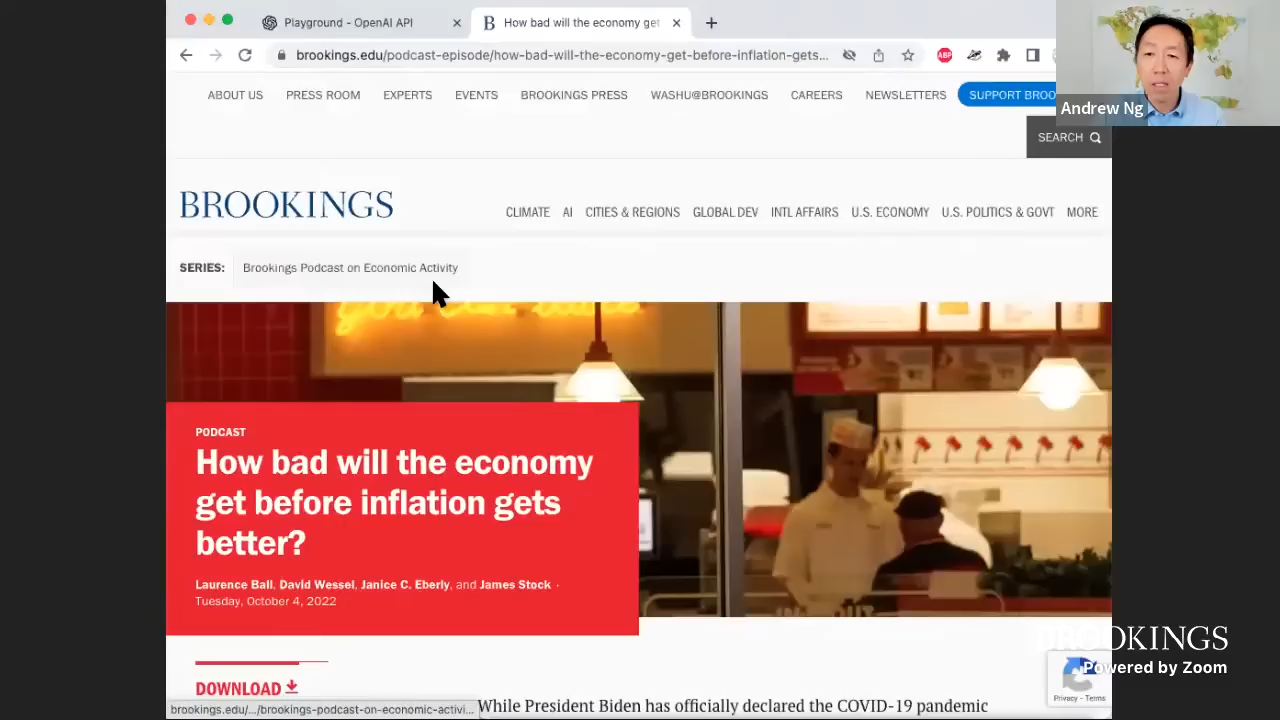 Playground - OpenAI API
How bad will the economy get
brookings.edu/podcast-episode/how-bad-will-the-economy-get-before-inflation-gets...
ABP
Andrew Ng
ABOUT US PRESS ROOM EXPERTS EVENTS BROOKINGS PRESS WASHU@BROOKINGS CAREERS NEWSLETTERS SUPPORT BROO
SEARCH
BROOKINGS
CLIMATE AI CITIES & REGIONS GLOBAL DEV INTL AFFAIRS U.S. ECONOMY U.S. POLITICS & GOVT MORE
SERIES: Brookings Podcast on Economic Activity
PODCAST
How bad will the economy
get before inflation gets
better?
Laurence Ball, David Wessel, Janice C. Eberly, and James Stock ·
Tuesday, October 4, 2022
BROOKINGS
Powered by Zoom
DOWNLOAD
Privacy - Terms
While President Biden has officially declared the COVID-19 pandemic
brookings.edu/.../brookings-podcast-on-economic-activi...